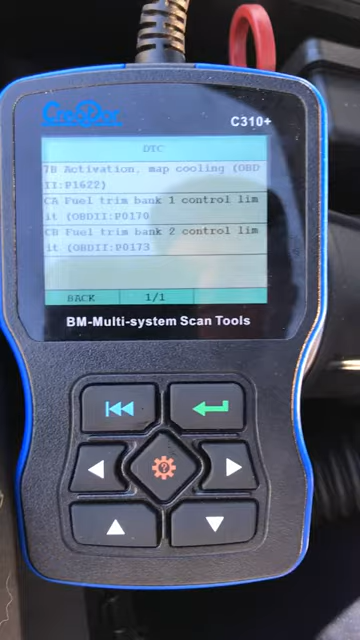 Creador
C310+
DTC
7B Activation, map cooling (OBD
II:P1622)
CA Fuel trim bank 1 control lim
it (OBDII:P0170
CB Fuel trim bank 2 control lim
it (OBDII:P0173
BACK
1/1
BM-Multi-system Scan Tools
?